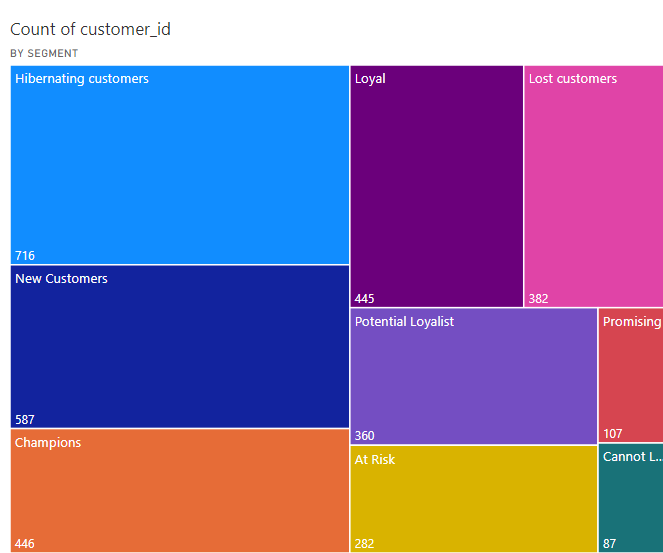 Count of customer_id
BY SEGMENT
Hibernating customers
716
New Customers
587
Champions
446
Loyal
445
Lost customers
382
Potential Loyalist
360
At Risk
282
Promising
107
Cannot L...
87